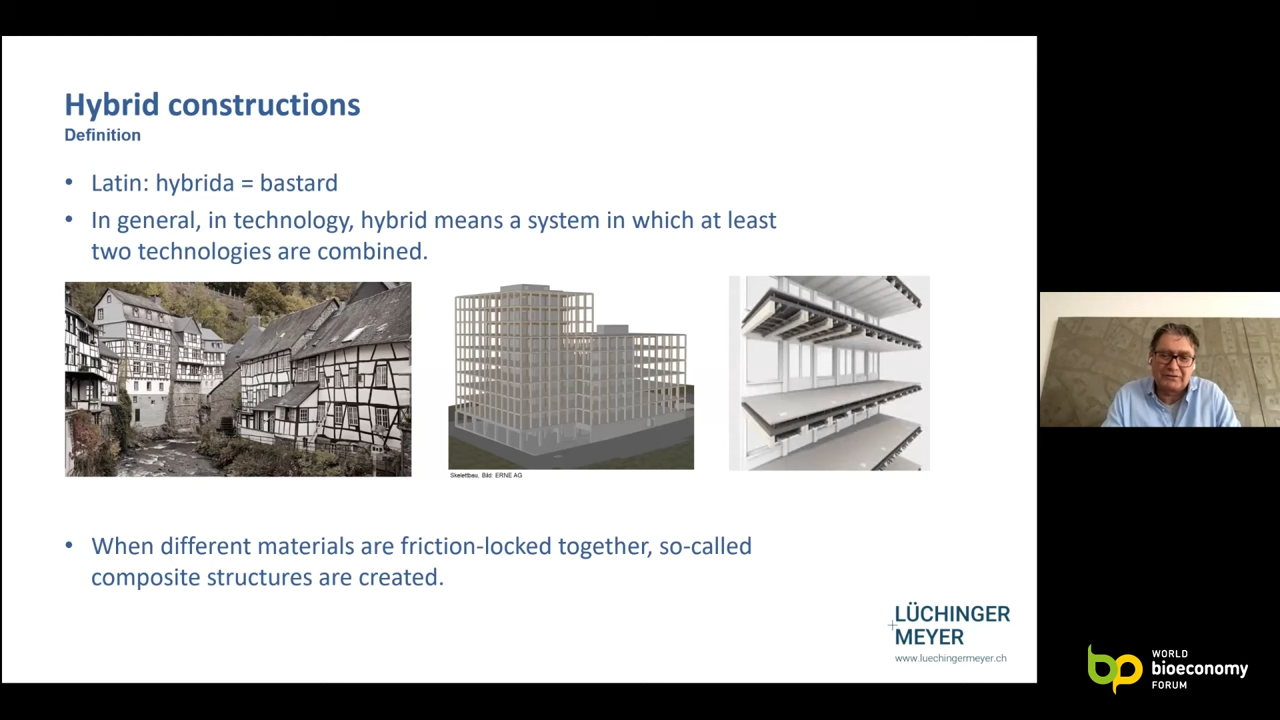 Hybrid constructions
Definition
• Latin: hybrida = bastard
• In general, in technology, hybrid means a system in which at least
two technologies are combined.
Skelettbau, Bild: ERNE AG
• When different materials are friction-locked together, so-called
composite structures are created.
LÜCHINGER
MEYER
www.luechingermeyer.ch
WORLD
bioeconomy
FORUM